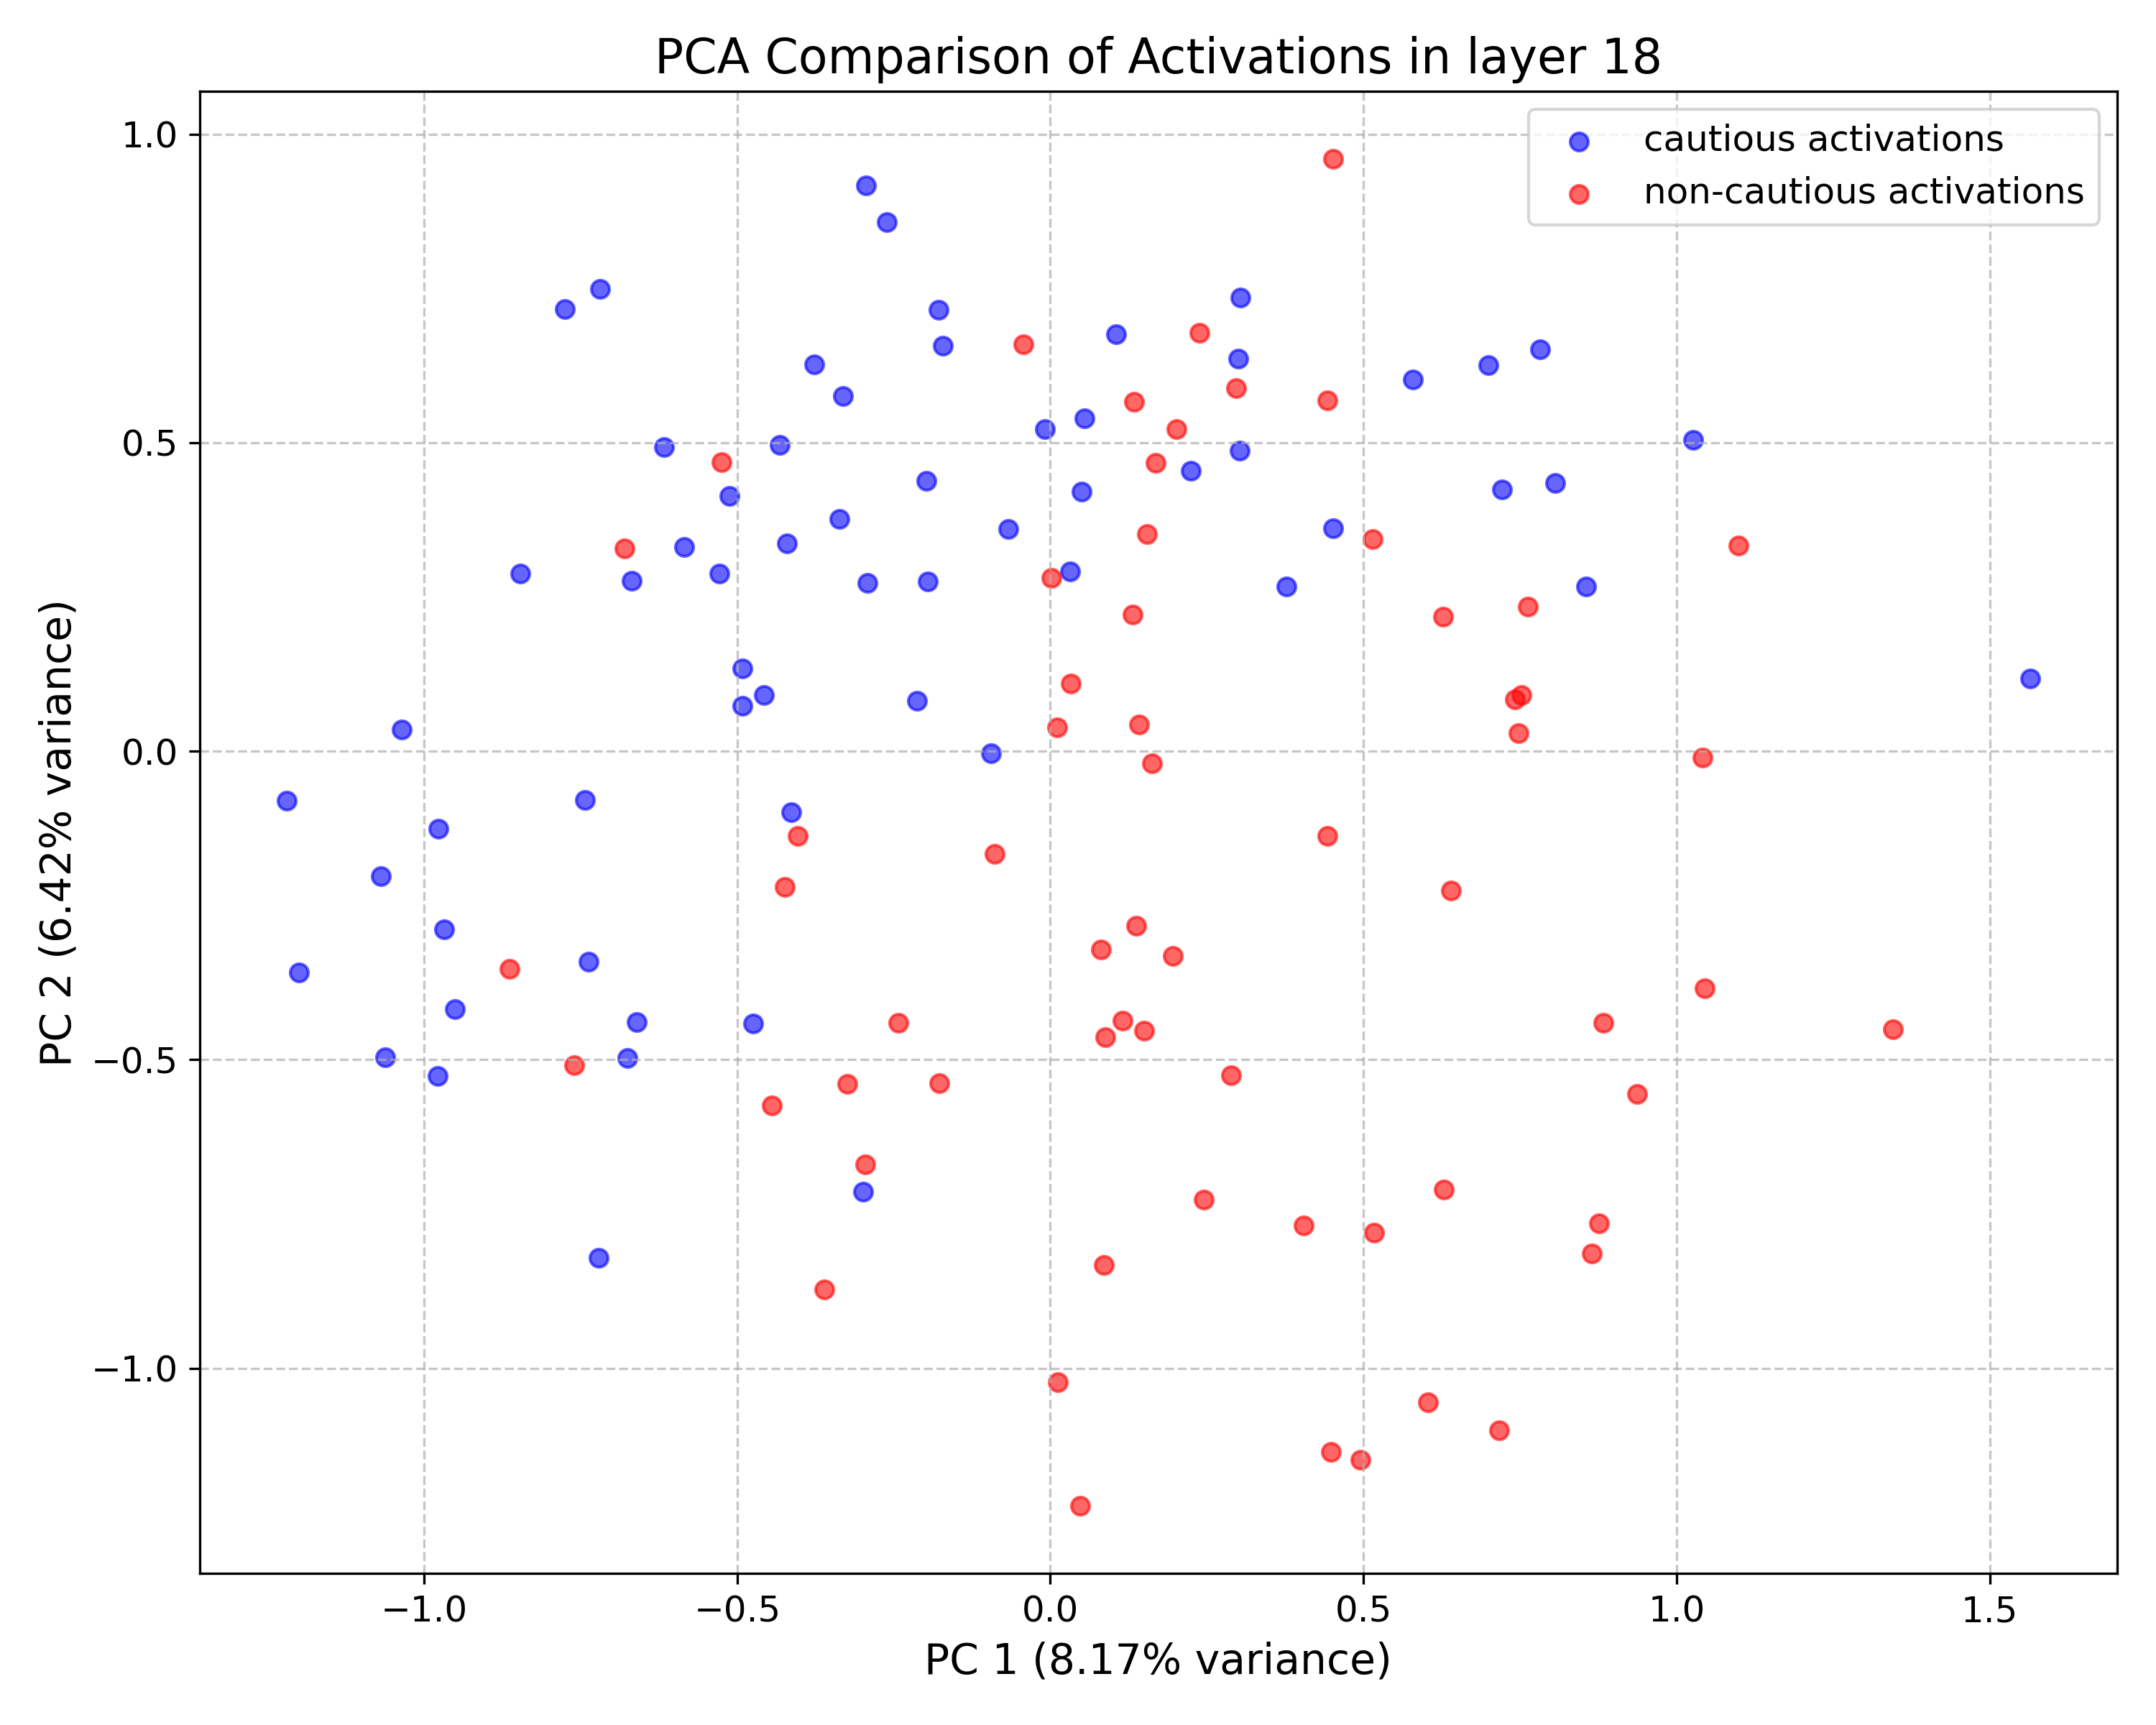 PCA Comparison of Activations in layer 18
cautious activations
non-cautious activations
1.0
0.5
0.0
−0.5
−1.0
PC 2 (6.42% variance)
−1.0
−0.5
0.0
0.5
1.0
1.5
PC 1 (8.17% variance)